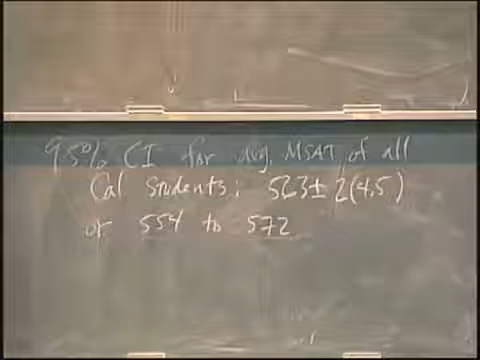 95% CI for avg. MSAT of all
Cal Students: 563 ± 2(4.5)
or 554 to 572